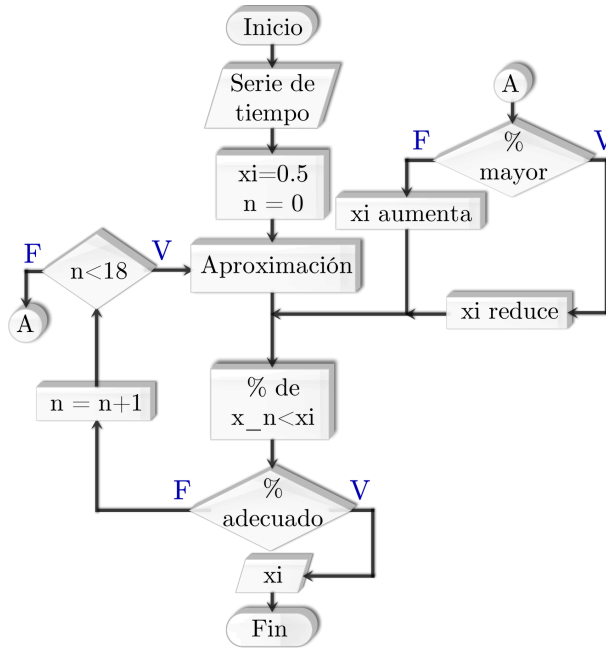 Inicio
Serie de
tiempo
xi=0.5
n = 0
Aproximación
A
%
mayor
F
V
xi aumenta
xi reduce
F
V
n<18
A
n = n+1
% de
x_n<xi
%
adecuado
F
V
xi
Fin